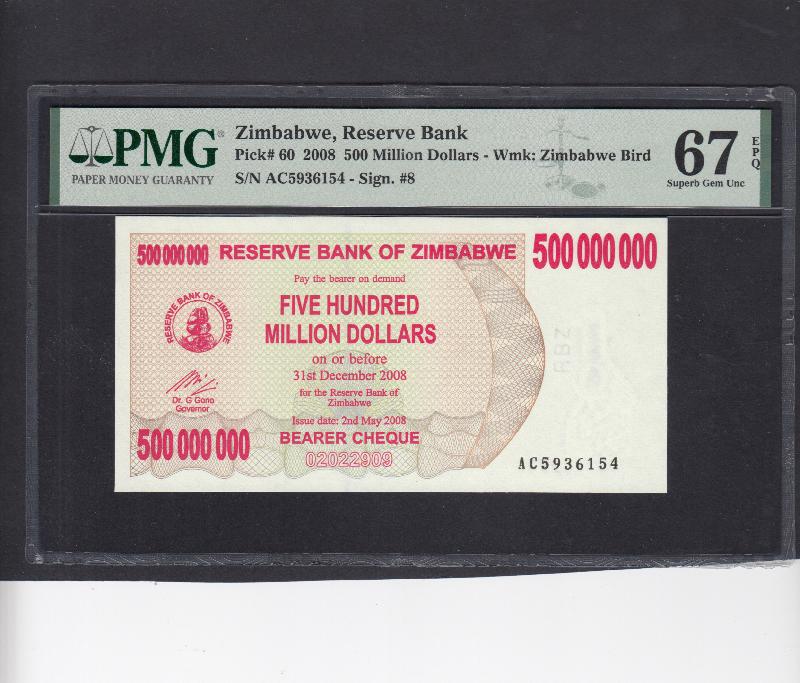 PMG®
PAPER MONEY GUARANTY
Zimbabwe, Reserve Bank
Pick# 60 2008 500 Million Dollars - Wmk: Zimbabwe Bird
S/N AC5936154 - Sign. #8
67
EPQ
Superb Gem Unc
500 000 000 RESERVE BANK OF ZIMBABWE 500 000 000
Pay the bearer on demand
RESERVE BANK OF ZIMBABWE
FIVE HUNDRED
MILLION DOLLARS
on or before
31st December 2008
for the Reserve Bank of
Zimbabwe
Dr. G Gono
Governor
Issue date: 2nd May 2008
500 000 000
BEARER CHEQUE
02022909
RBZ
AC5936154